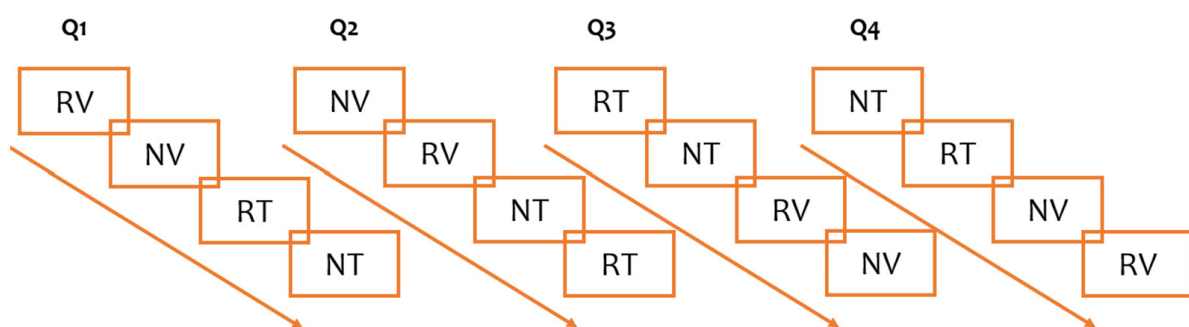 Q1 Q2 Q3 Q4
RV NV RT NT
NV RV NT RT
RT NT RV NV
NT RT NV RV